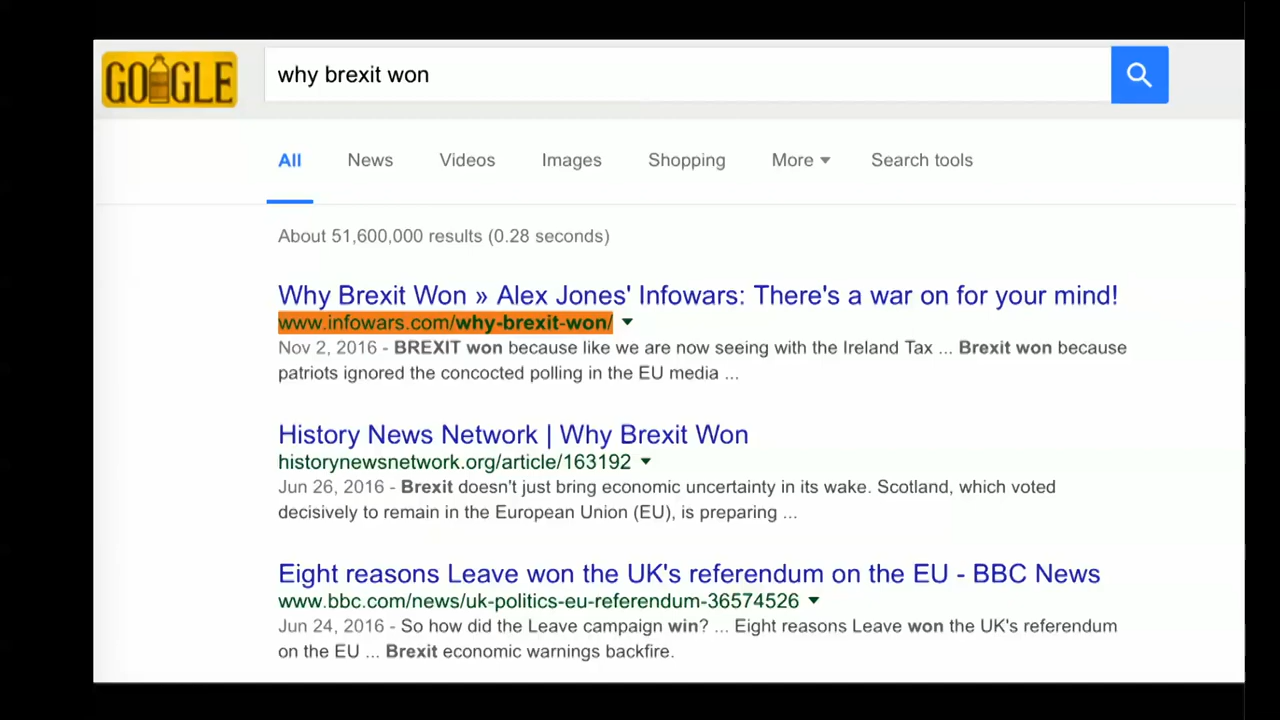 GOOGLE
why brexit won
All News Videos Images Shopping More Search tools
About 51,600,000 results (0.28 seconds)
Why Brexit Won » Alex Jones' Infowars: There's a war on for your mind!
www.infowars.com/why-brexit-won/
Nov 2, 2016 - BREXIT won because like we are now seeing with the Ireland Tax ... Brexit won because
patriots ignored the concocted polling in the EU media ...
History News Network | Why Brexit Won
historynewsnetwork.org/article/163192
Jun 26, 2016 - Brexit doesn't just bring economic uncertainty in its wake. Scotland, which voted
decisively to remain in the European Union (EU), is preparing ...
Eight reasons Leave won the UK's referendum on the EU - BBC News
www.bbc.com/news/uk-politics-eu-referendum-36574526
Jun 24, 2016 - So how did the Leave campaign win? ... Eight reasons Leave won the UK's referendum
on the EU ... Brexit economic warnings backfire.